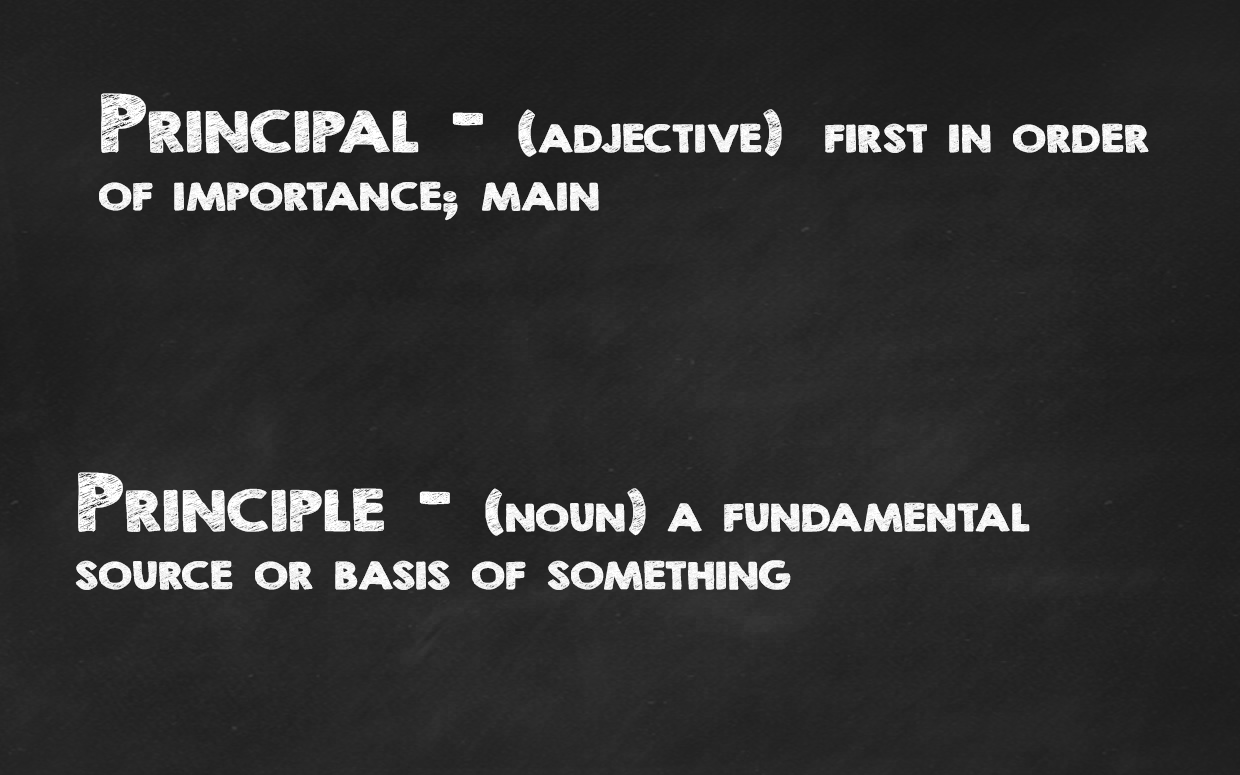 Principal - (adjective) first in order
of importance; main
Principle - (noun) a fundamental
source or basis of something